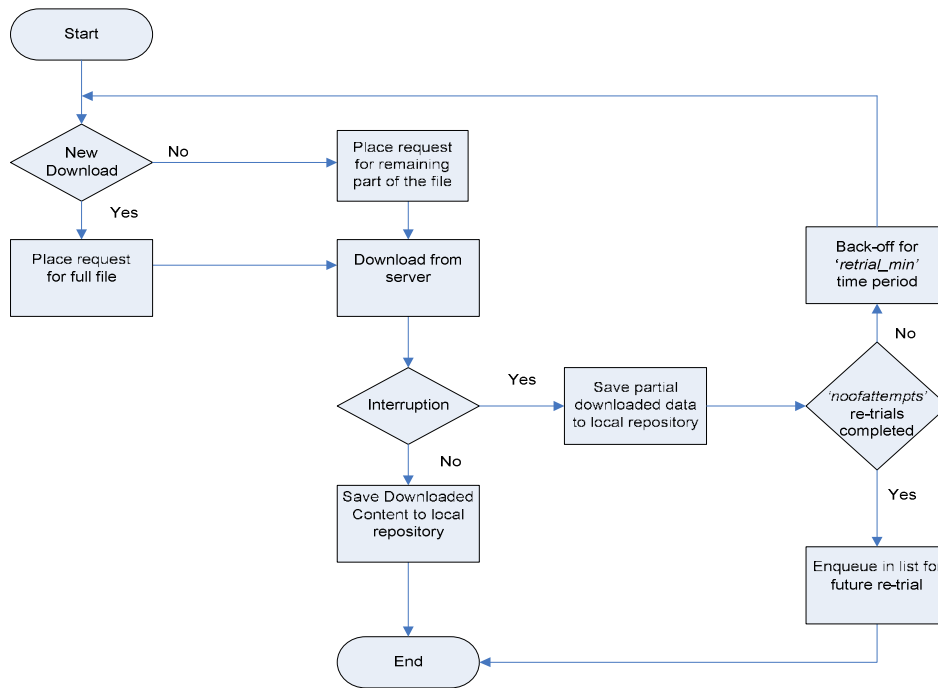 Start
New
Download
No
Place request
for remaining
part of the file
Yes
Place request
for full file
Download from
server
Back-off for
‘retrial_min’
time period
No
Interruption
Yes
Save partial
downloaded data
to local repository
‘noofattempts’
re-trials
completed
No
Yes
Save Downloaded
Content to local
repository
Enqueue in list for
future re-trial
End